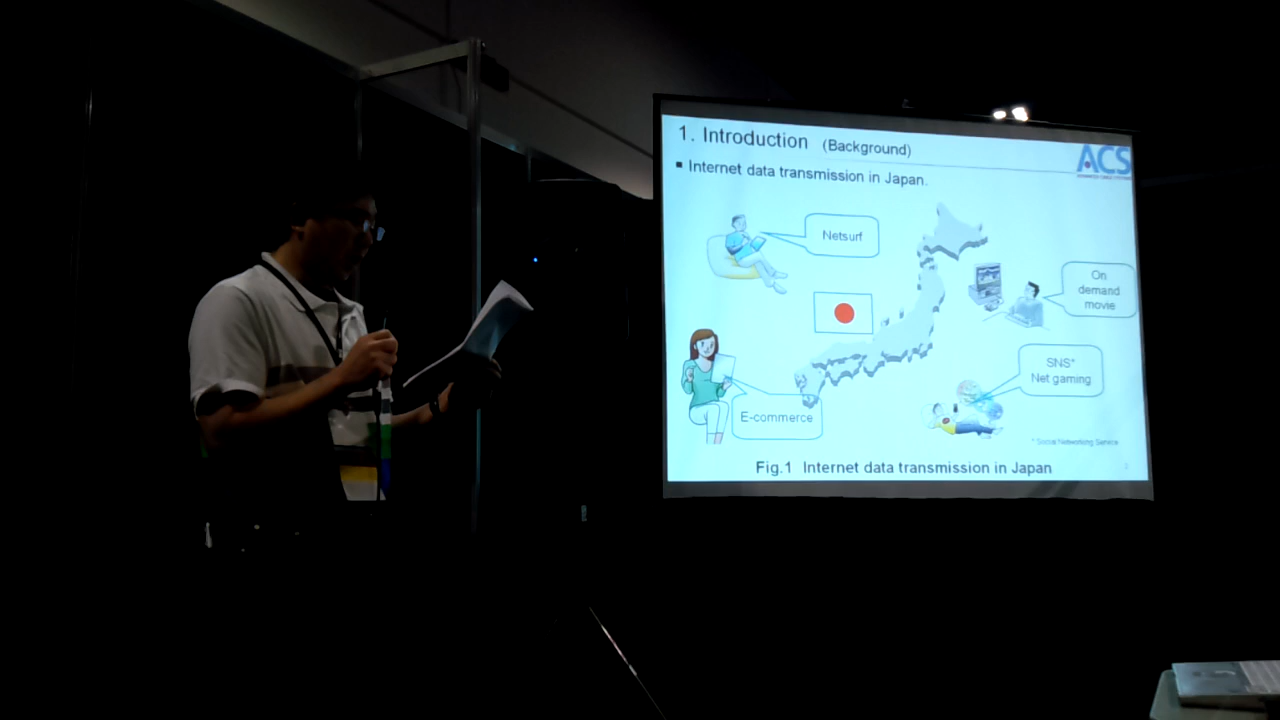 1. Introduction (Background)
ACS
▪ Internet data transmission in Japan.
Netsurf
On
demand
movie
SNS*
Net gaming
E-commerce
* Social Networking Service
Fig.1 Internet data transmission in Japan
2